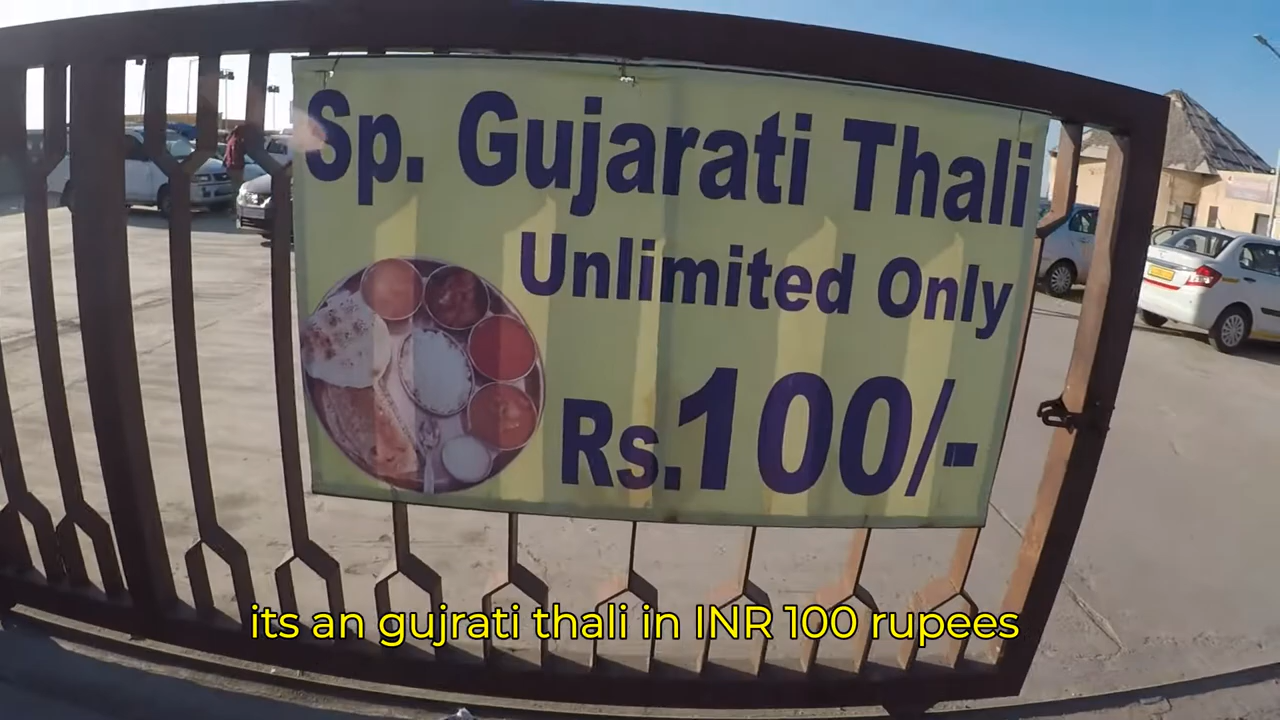 Sp. Gujarati Thali
Unlimited Only
Rs.100/-
its an gujrati thali in INR 100 rupees